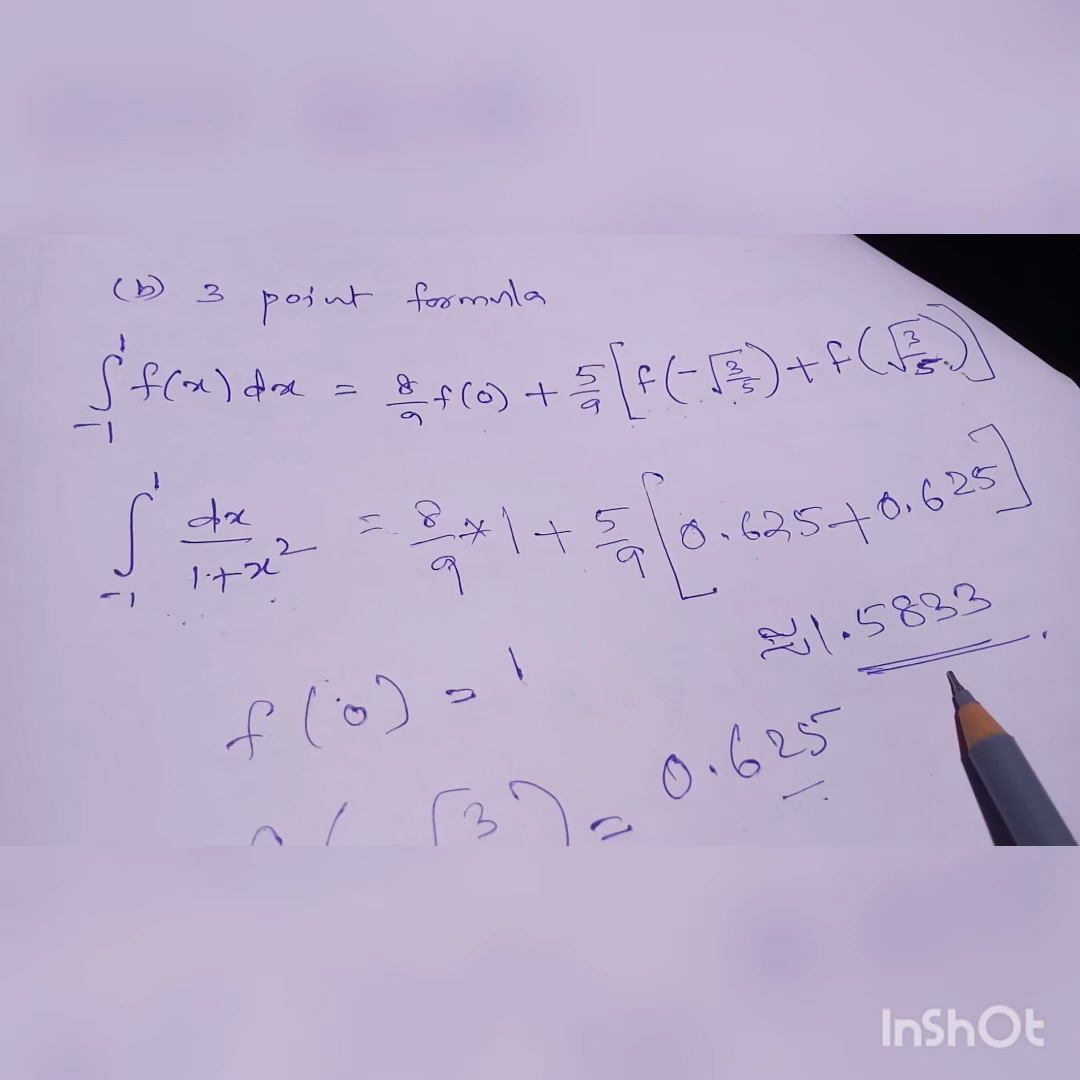 (b) 3 point formula
∫₋₁¹ f(x) dx = 8/9 f(0) + 5/9 [f(-√(3/5)) + f(√(3/5))]
∫₋₁¹ dx/(1+x²) = 8/9 * 1 + 5/9 [0.625 + 0.625]
≈ 1.5833
f(0) = 1
√3) = 0.625
InShOt